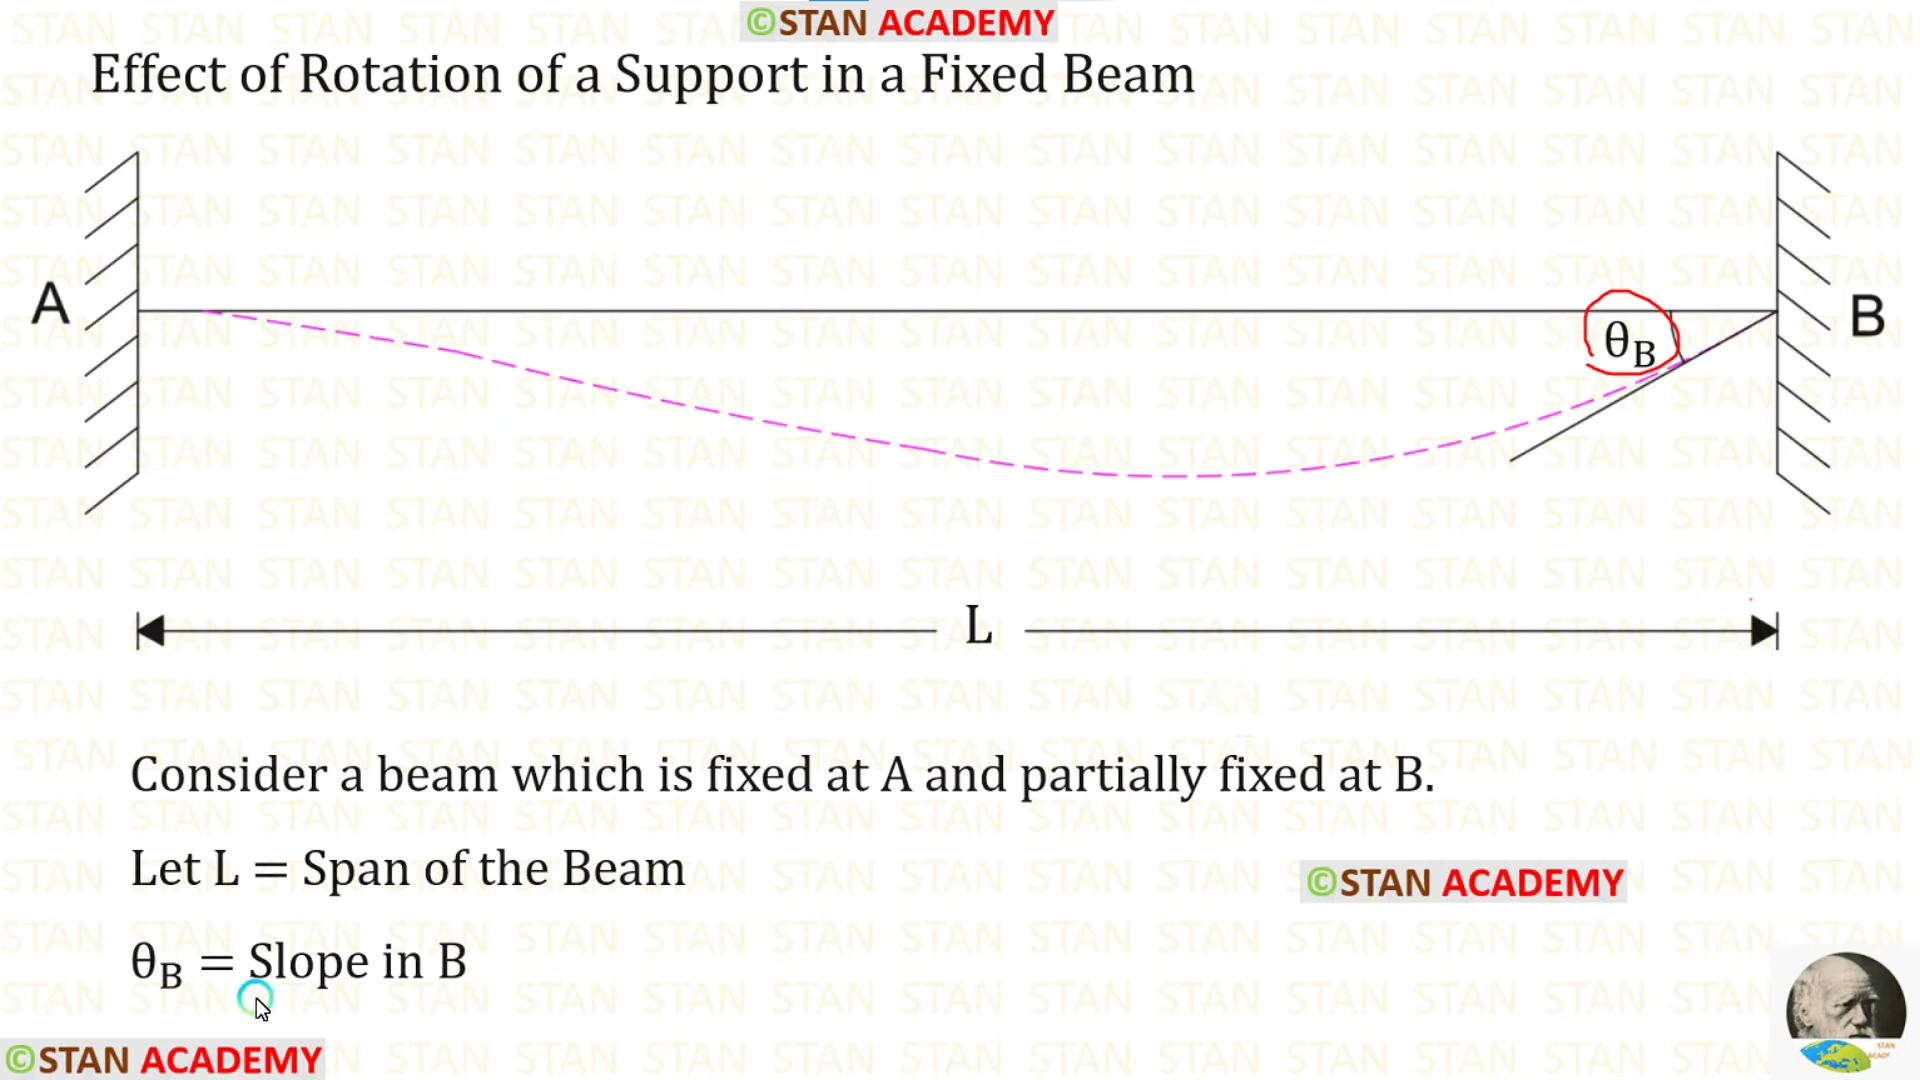 ©STAN ACADEMY
Effect of Rotation of a Support in a Fixed Beam
A
θB
B
L
Consider a beam which is fixed at A and partially fixed at B.
Let L = Span of the Beam
©STAN ACADEMY
θB = Slope in B
©STAN ACADEMY
STAN